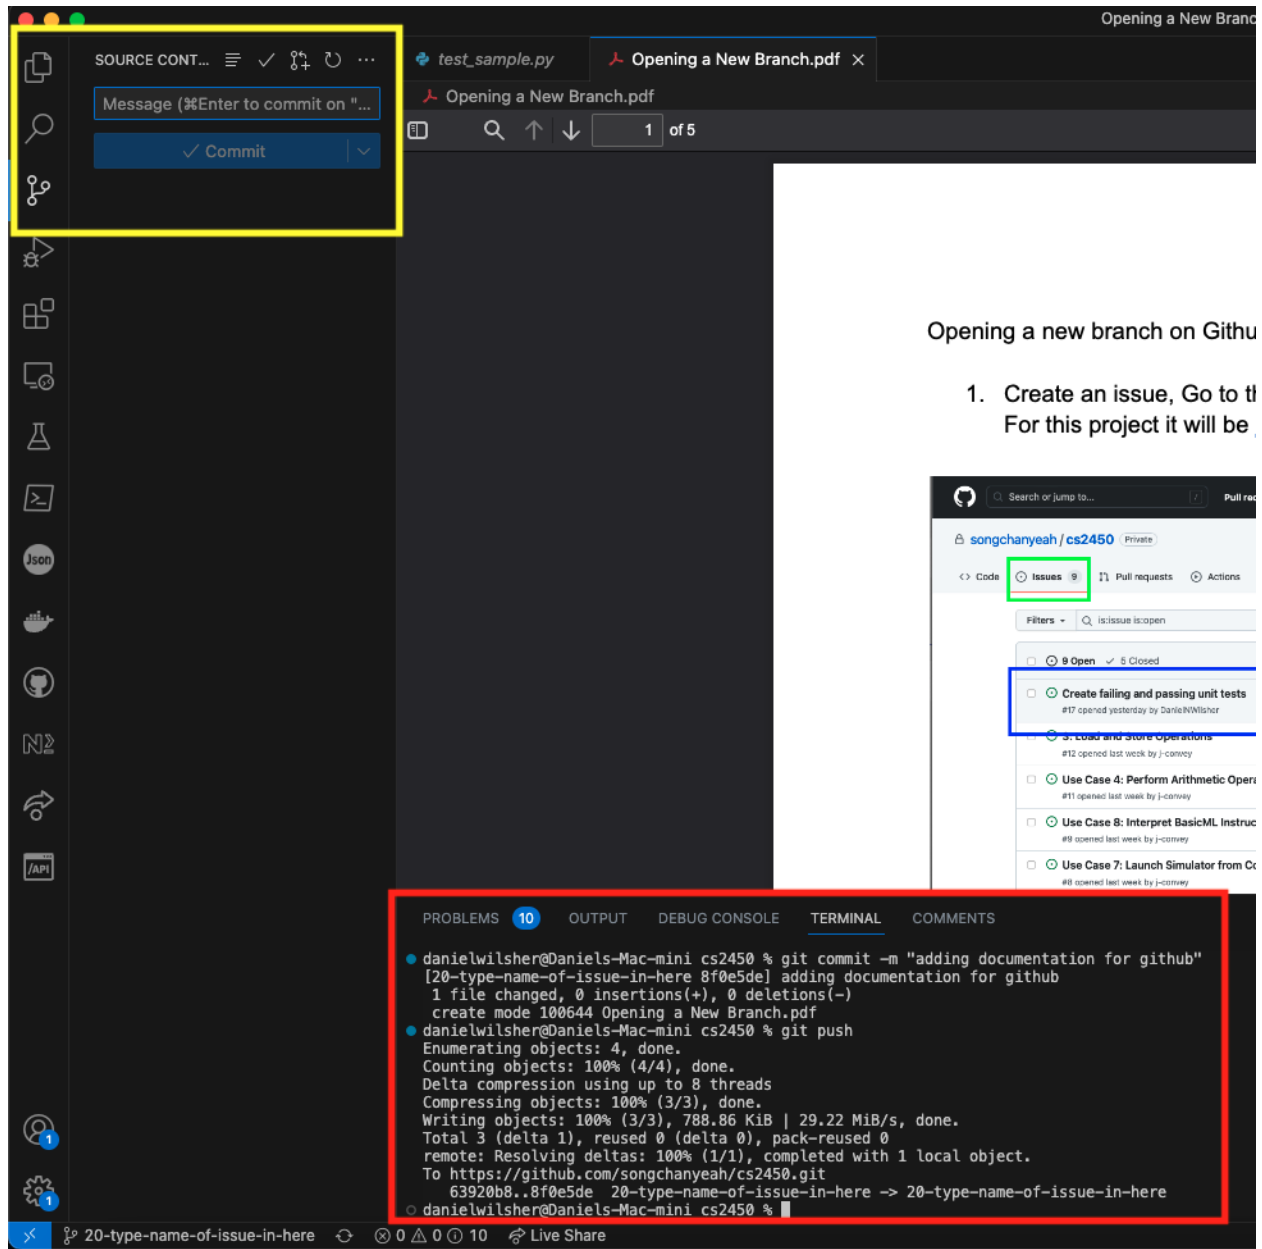 Opening a New Branc
SOURCE CONT...
test_sample.py
Opening a New Branch.pdf
Message (⌘Enter to commit on "...
Commit
Opening a New Branch.pdf
1 of 5
Opening a new branch on Githu
1. Create an issue, Go to th
For this project it will be
Search or jump to...
/
Pull req
songchanyeah / cs2450 Private
Code
Issues 9
Pull requests
Actions
Filters
is:issue is:open
9 Open
5 Closed
Create failing and passing unit tests
#17 opened yesterday by DanielNWilsher
3: Load and Store Operations
#12 opened last week by j-convey
Use Case 4: Perform Arithmetic Opera
#11 opened last week by j-convey
Use Case 8: Interpret BasicML Instruc
#9 opened last week by j-convey
Use Case 7: Launch Simulator from Co
#8 opened last week by j-convey
Json
/API
PROBLEMS 10 OUTPUT DEBUG CONSOLE TERMINAL COMMENTS
danielwilsher@Daniels-Mac-mini cs2450 % git commit -m "adding documentation for github"
[20-type-name-of-issue-in-here 8f0e5de] adding documentation for github
1 file changed, 0 insertions(+), 0 deletions(-)
create mode 100644 Opening a New Branch.pdf
danielwilsher@Daniels-Mac-mini cs2450 % git push
Enumerating objects: 4, done.
Counting objects: 100% (4/4), done.
Delta compression using up to 8 threads
Compressing objects: 100% (3/3), done.
Writing objects: 100% (3/3), 788.86 KiB | 29.22 MiB/s, done.
Total 3 (delta 1), reused 0 (delta 0), pack-reused 0
remote: Resolving deltas: 100% (1/1), completed with 1 local object.
To https://github.com/songchanyeah/cs2450.git
63920b8..8f0e5de 20-type-name-of-issue-in-here -> 20-type-name-of-issue-in-here
danielwilsher@Daniels-Mac-mini cs2450 %
1
1
20-type-name-of-issue-in-here
0 0 10
Live Share